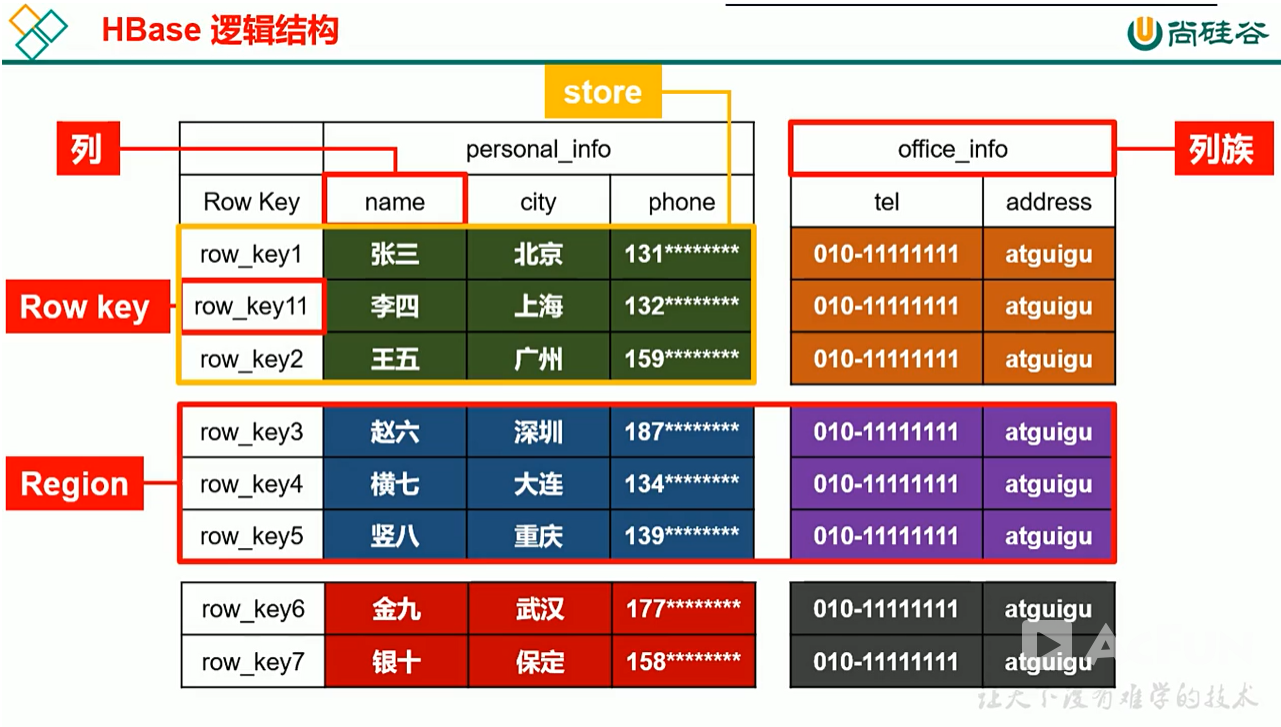 HBase 逻辑结构
尚硅谷
store
列
personal_info
office_info
列族
Row Key name city phone tel address
row_key1 张三 北京 131******** 010-11111111 atguigu
Row key
row_key11 李四 上海 132******** 010-11111111 atguigu
row_key2 王五 广州 159******** 010-11111111 atguigu
row_key3 赵六 深圳 187******** 010-11111111 atguigu
Region
row_key4 横七 大连 134******** 010-11111111 atguigu
row_key5 竖八 重庆 139******** 010-11111111 atguigu
row_key6 金九 武汉 177******** 010-11111111 atguigu
row_key7 银十 保定 158******** 010-11111111 atguigu
让天下没有难学的技术